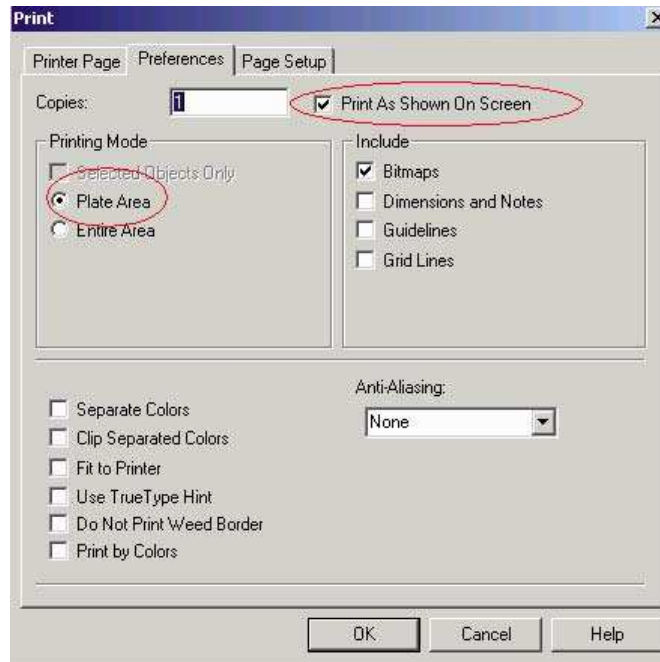 Print
Printer Page Preferences Page Setup
Copies: 1 Print As Shown On Screen
Printing Mode
Selected Objects Only
Plate Area
Entire Area
Include
Bitmaps
Dimensions and Notes
Guidelines
Grid Lines
Separate Colors
Clip Separated Colors
Fit to Printer
Use TrueType Hint
Do Not Print Weed Border
Print by Colors
Anti-Aliasing:
None
OK Cancel Help